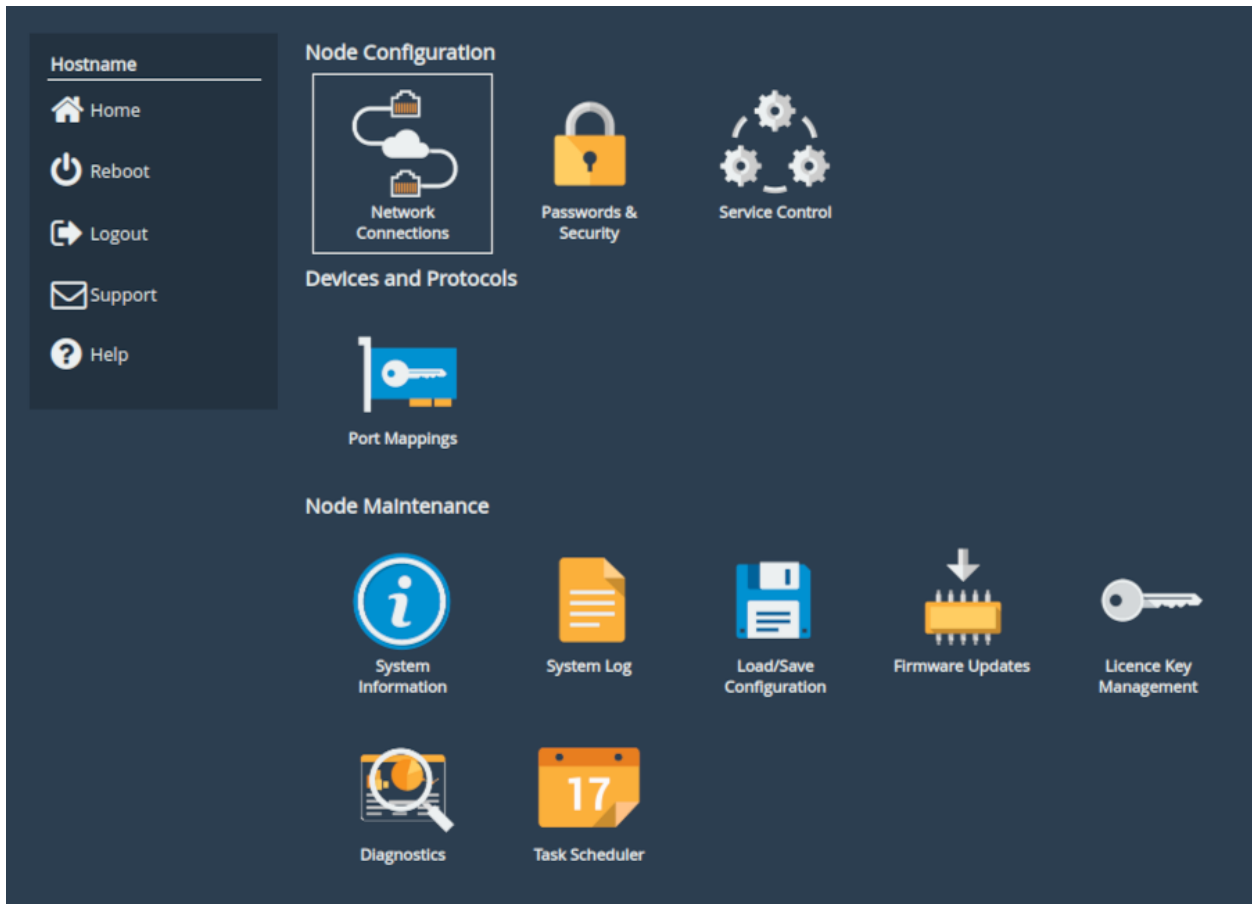 Hostname
Home
Reboot
Logout
Support
Help
Node Configuration
Network
Connections
Passwords &
Security
Service Control
Devices and Protocols
Port Mappings
Node Maintenance
System
Information
System Log
Load/Save
Configuration
Firmware Updates
Licence Key
Management
Diagnostics
17
Task Scheduler